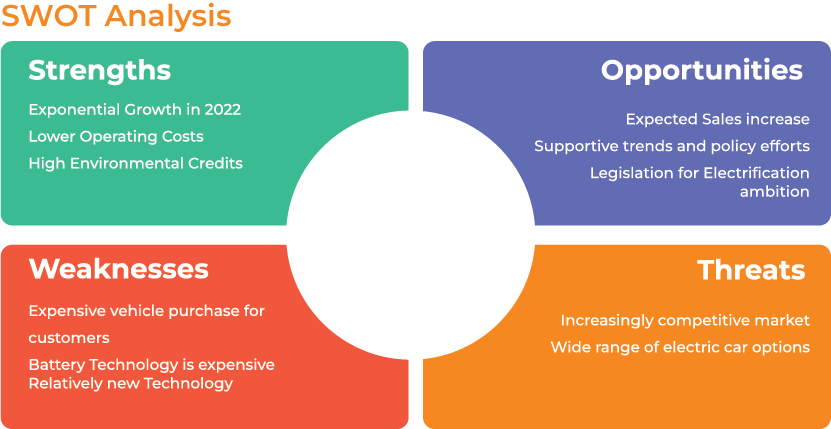 SWOT Analysis
Strengths
Exponential Growth in 2022
Lower Operating Costs
High Environmental Credits
Opportunities
Expected Sales increase
Supportive trends and policy efforts
Legislation for Electrification
ambition
Weaknesses
Expensive vehicle purchase for
customers
Battery Technology is expensive
Relatively new Technology
Threats
Increasingly competitive market
Wide range of electric car options